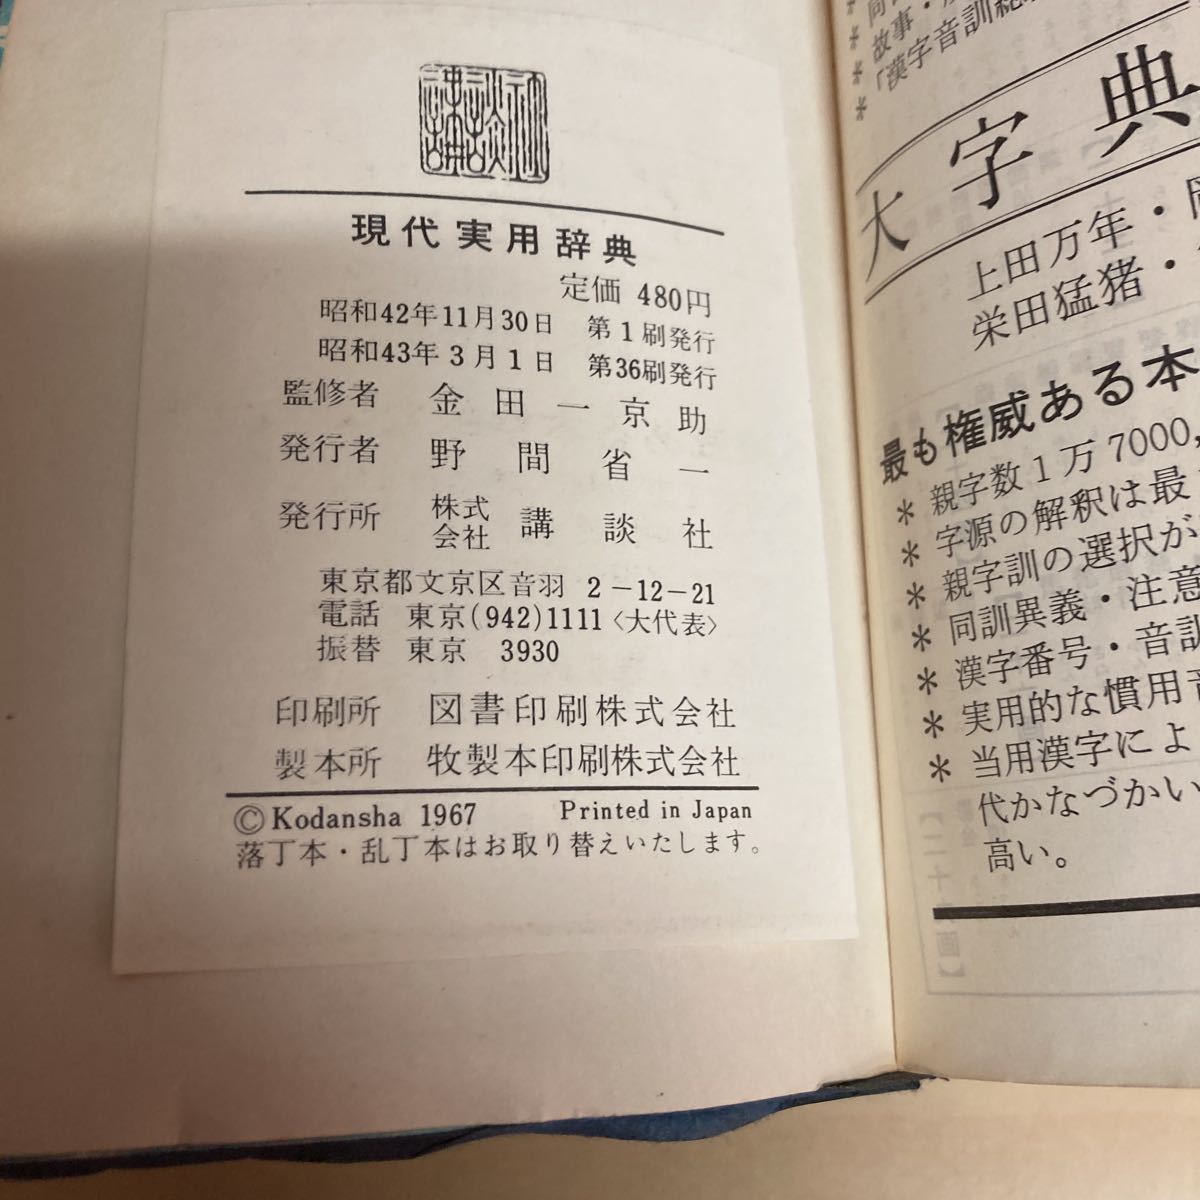 講談社
現代実用辞典
定価 480円
昭和42年11月30日 第1刷発行
昭和43年3月1日 第36刷発行
監修者 金田一京助
発行者 野間省一
発行所 株式会社 講談社
東京都文京区音羽 2-12-21
電話 東京(942)1111〈大代表〉
振替 東京 3930
印刷所 図書印刷株式会社
製本所 牧製本印刷株式会社
©Kodansha 1967 Printed in Japan
落丁本・乱丁本はお取り替えいたします。
故事・
「漢字音訓総
大字典
上田万年・
栄田猛猪・
最も権威ある本
＊親字数1万7000,
＊字源の解釈は最
＊親字訓の選択が
＊同訓異義・注意
＊漢字番号・音訓
＊実用的な慣用音
＊当用漢字によ
代かなづかい
高い。